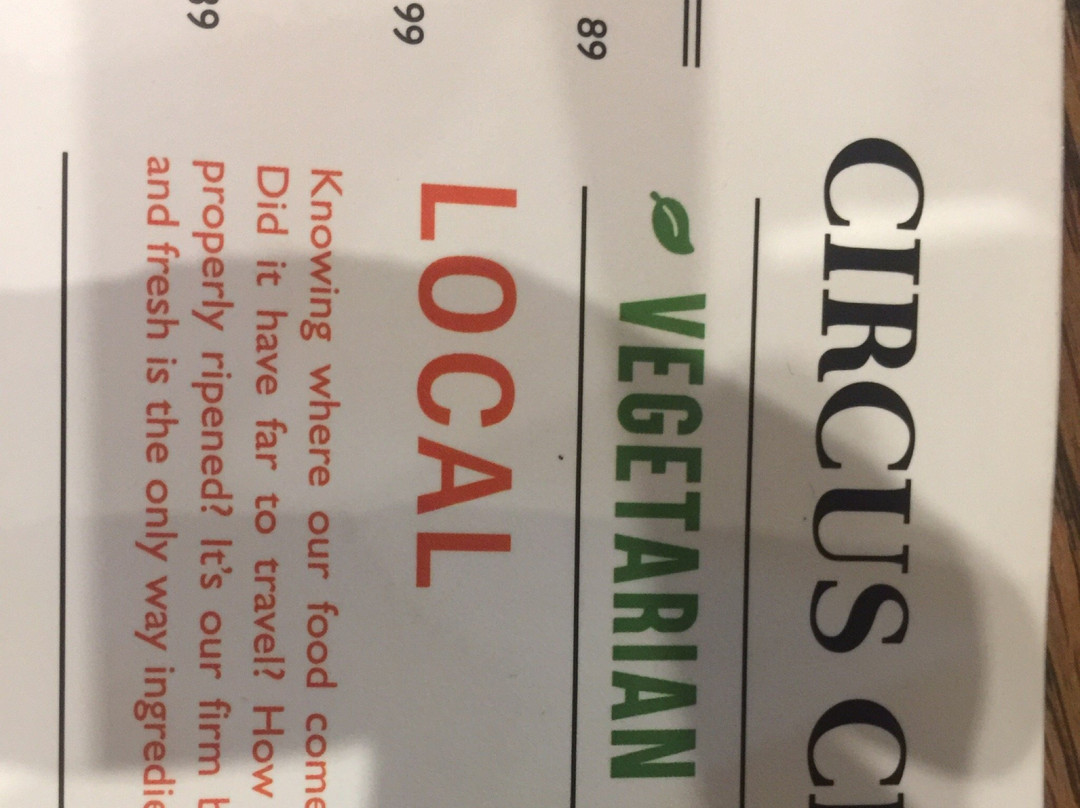 CIRCUS
VEGETARIAN
89
LOCAL
99
Knowing where our food come
Did it have far to travel? How
properly ripened? It's our firm
89
and fresh is the only way ingredie